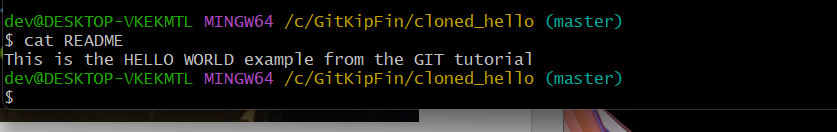 dev@DESKTOP-VKEKMTL MINGW64 /c/GitKipFin/cloned_hello (master)
$ cat README
This is the HELLO WORLD example from the GIT tutorial
dev@DESKTOP-VKEKMTL MINGW64 /c/GitKipFin/cloned_hello (master)
$